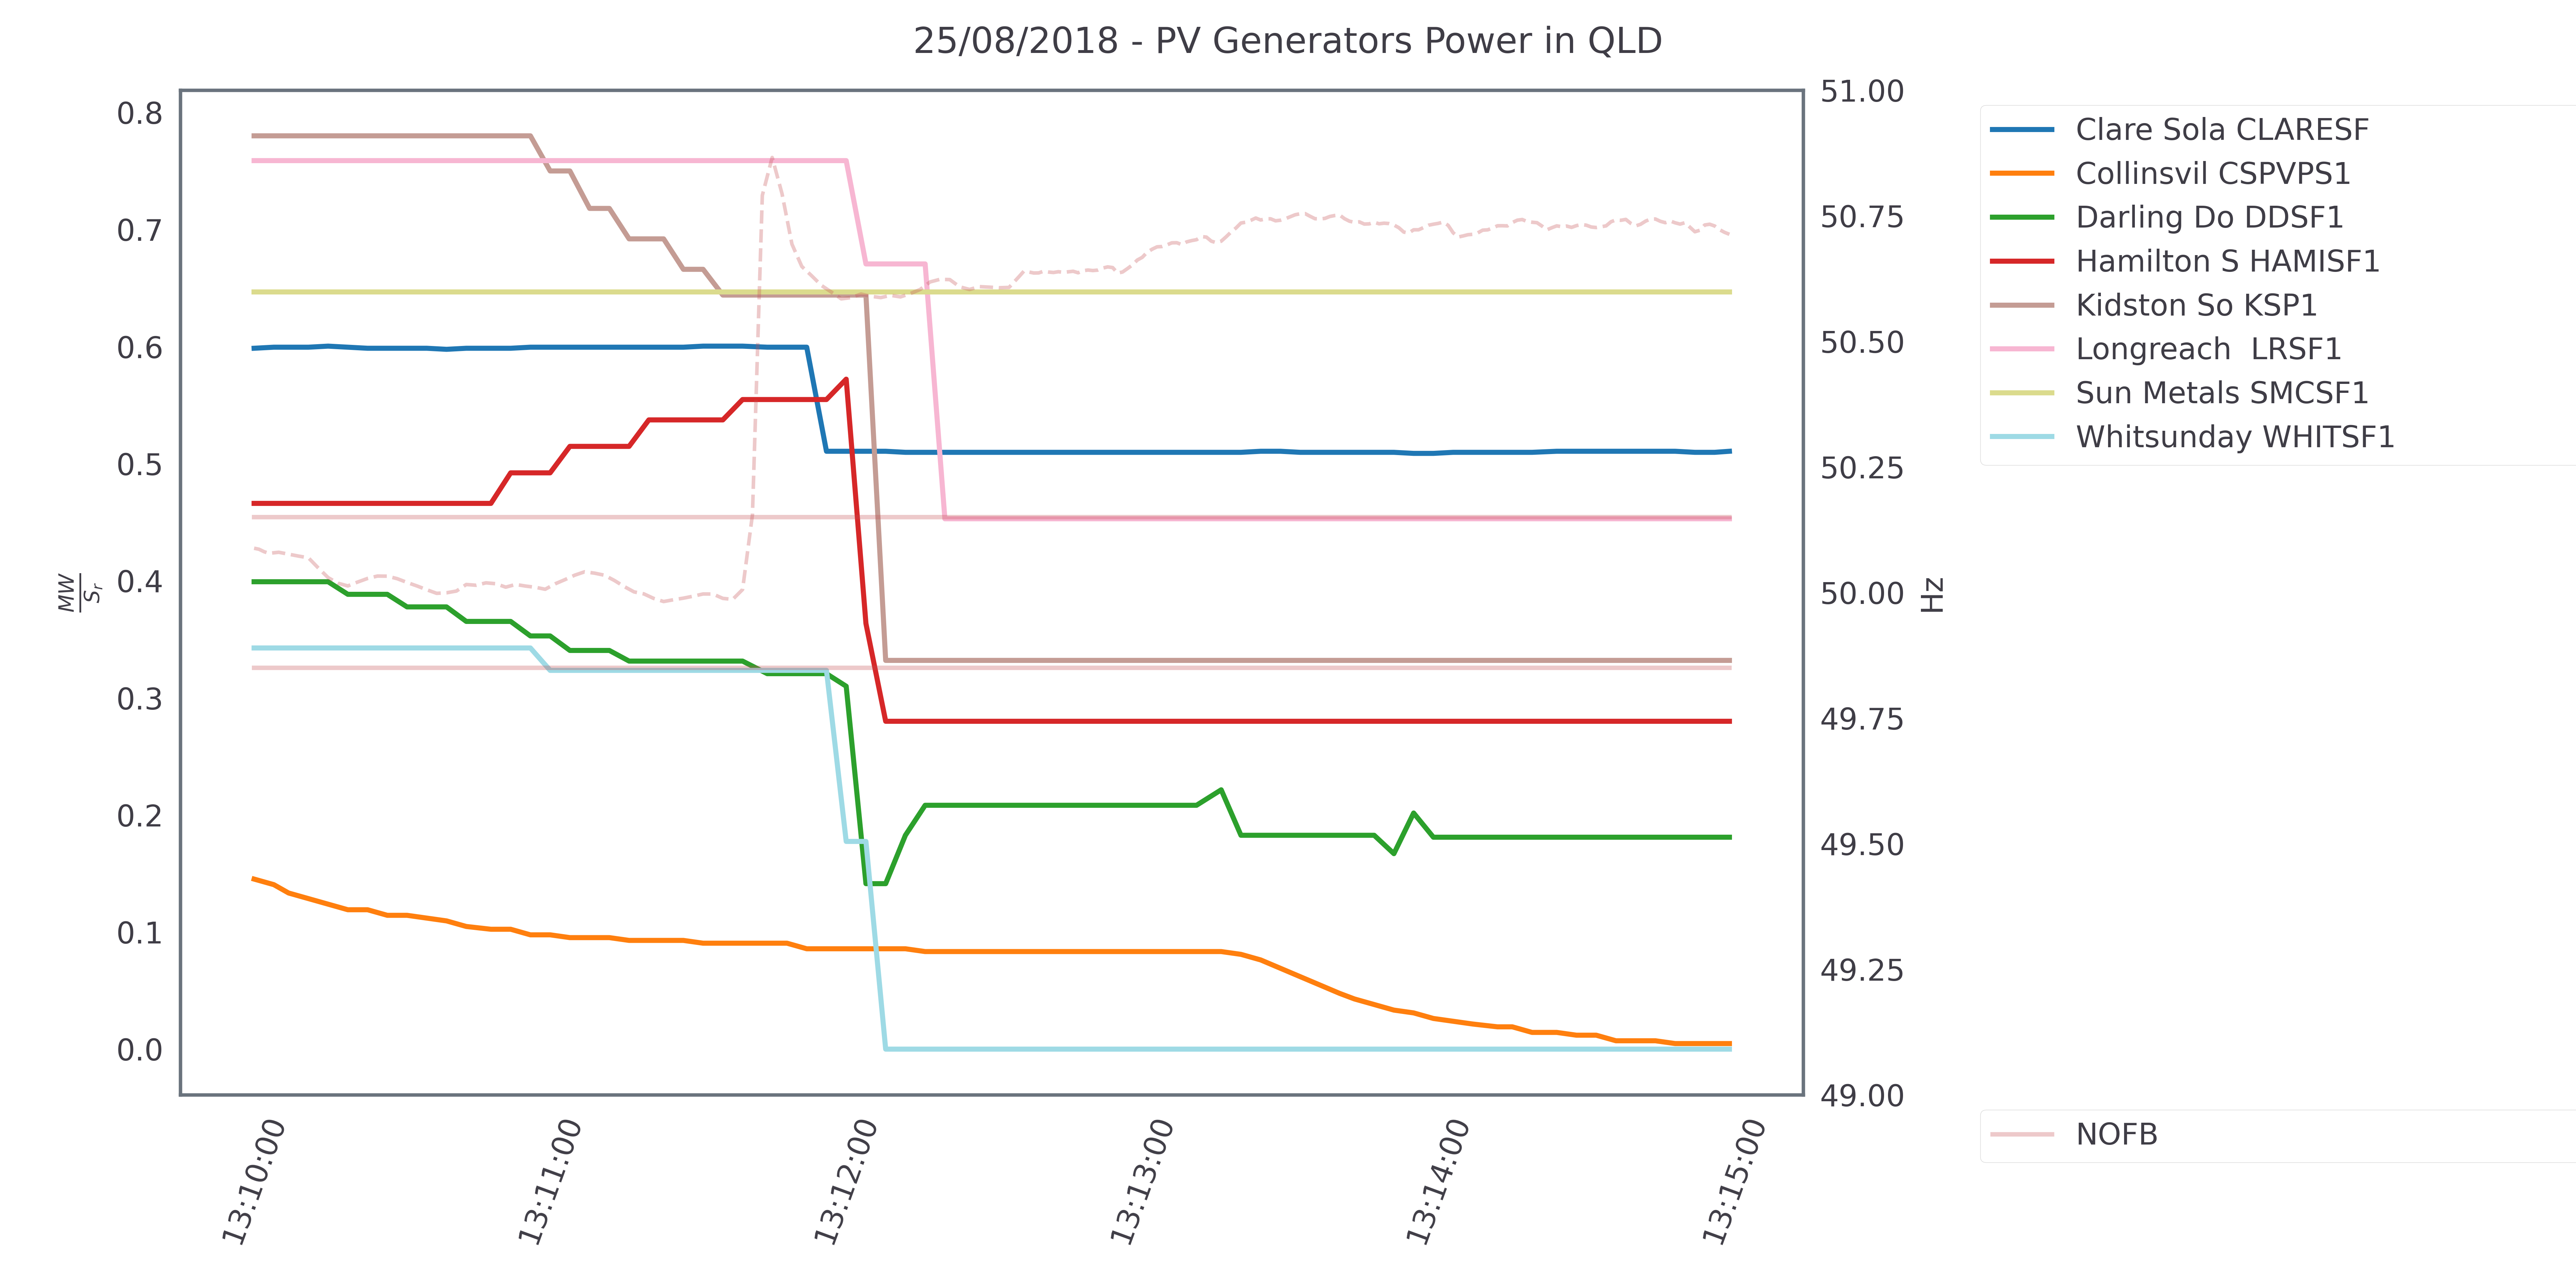 25/08/2018 - PV Generators Power in QLD
0.8
0.7
0.6
0.5
0.4
0.3
0.2
0.1
0.0
MW
S_r
51.00
50.75
50.50
50.25
50.00
49.75
49.50
49.25
49.00
Hz
13:10:00
13:11:00
13:12:00
13:13:00
13:14:00
13:15:00
Clare Sola CLARESF
Collinsvil CSPVPS1
Darling Do DDSF1
Hamilton S HAMISF1
Kidston So KSP1
Longreach  LRSF1
Sun Metals SMCSF1
Whitsunday WHITSF1
NOFB